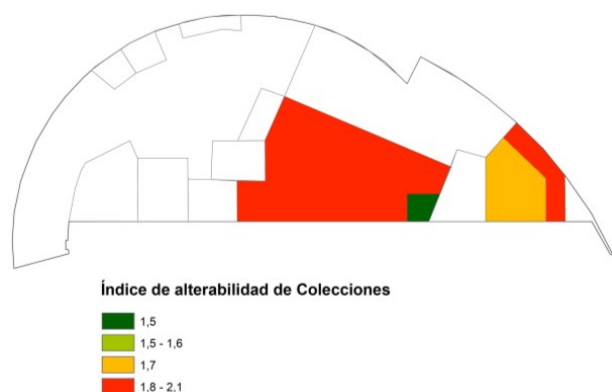 Índice de alterabilidad de Colecciones
1,5
1,5 - 1,6
1,7
1,8 - 2,1